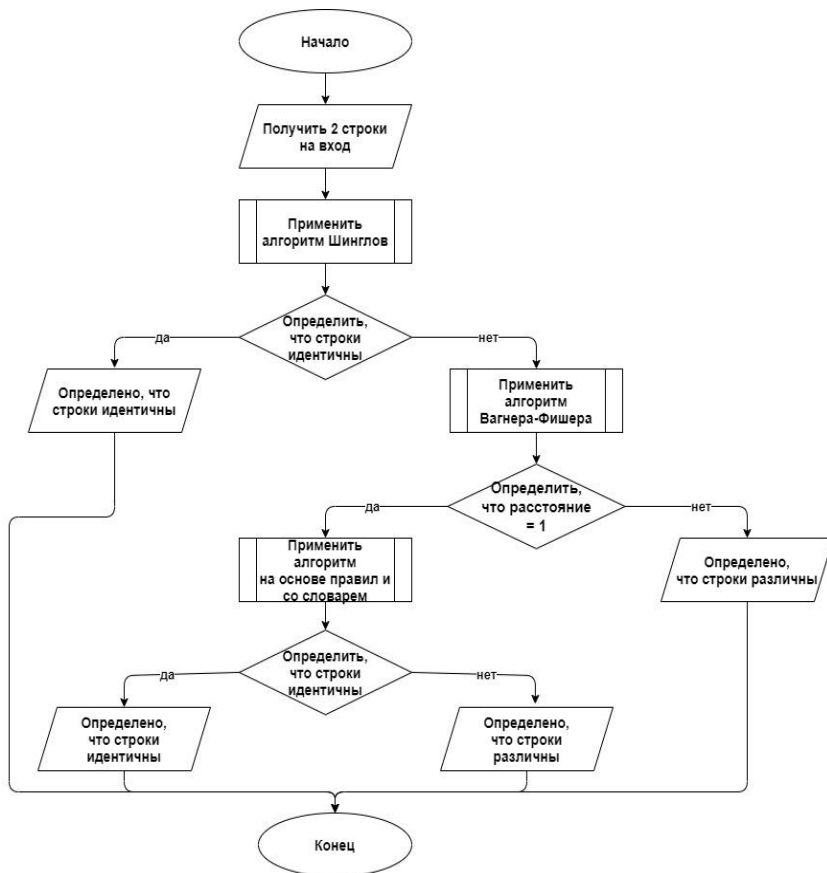 Начало
Получить 2 строки
на вход
Применить
алгоритм Шинглов
Определить,
что строки
идентичны
да
нет
Определено, что
строки идентичны
Применить
алгоритм
Вагнера-Фишера
Определить,
что расстояние
= 1
да
нет
Применить
алгоритм
на основе правил и
со словарем
Определено,
что строки различны
Определить,
что строки
идентичны
да
нет
Определено,
что строки
идентичны
Определено,
что строки
различны
Конец